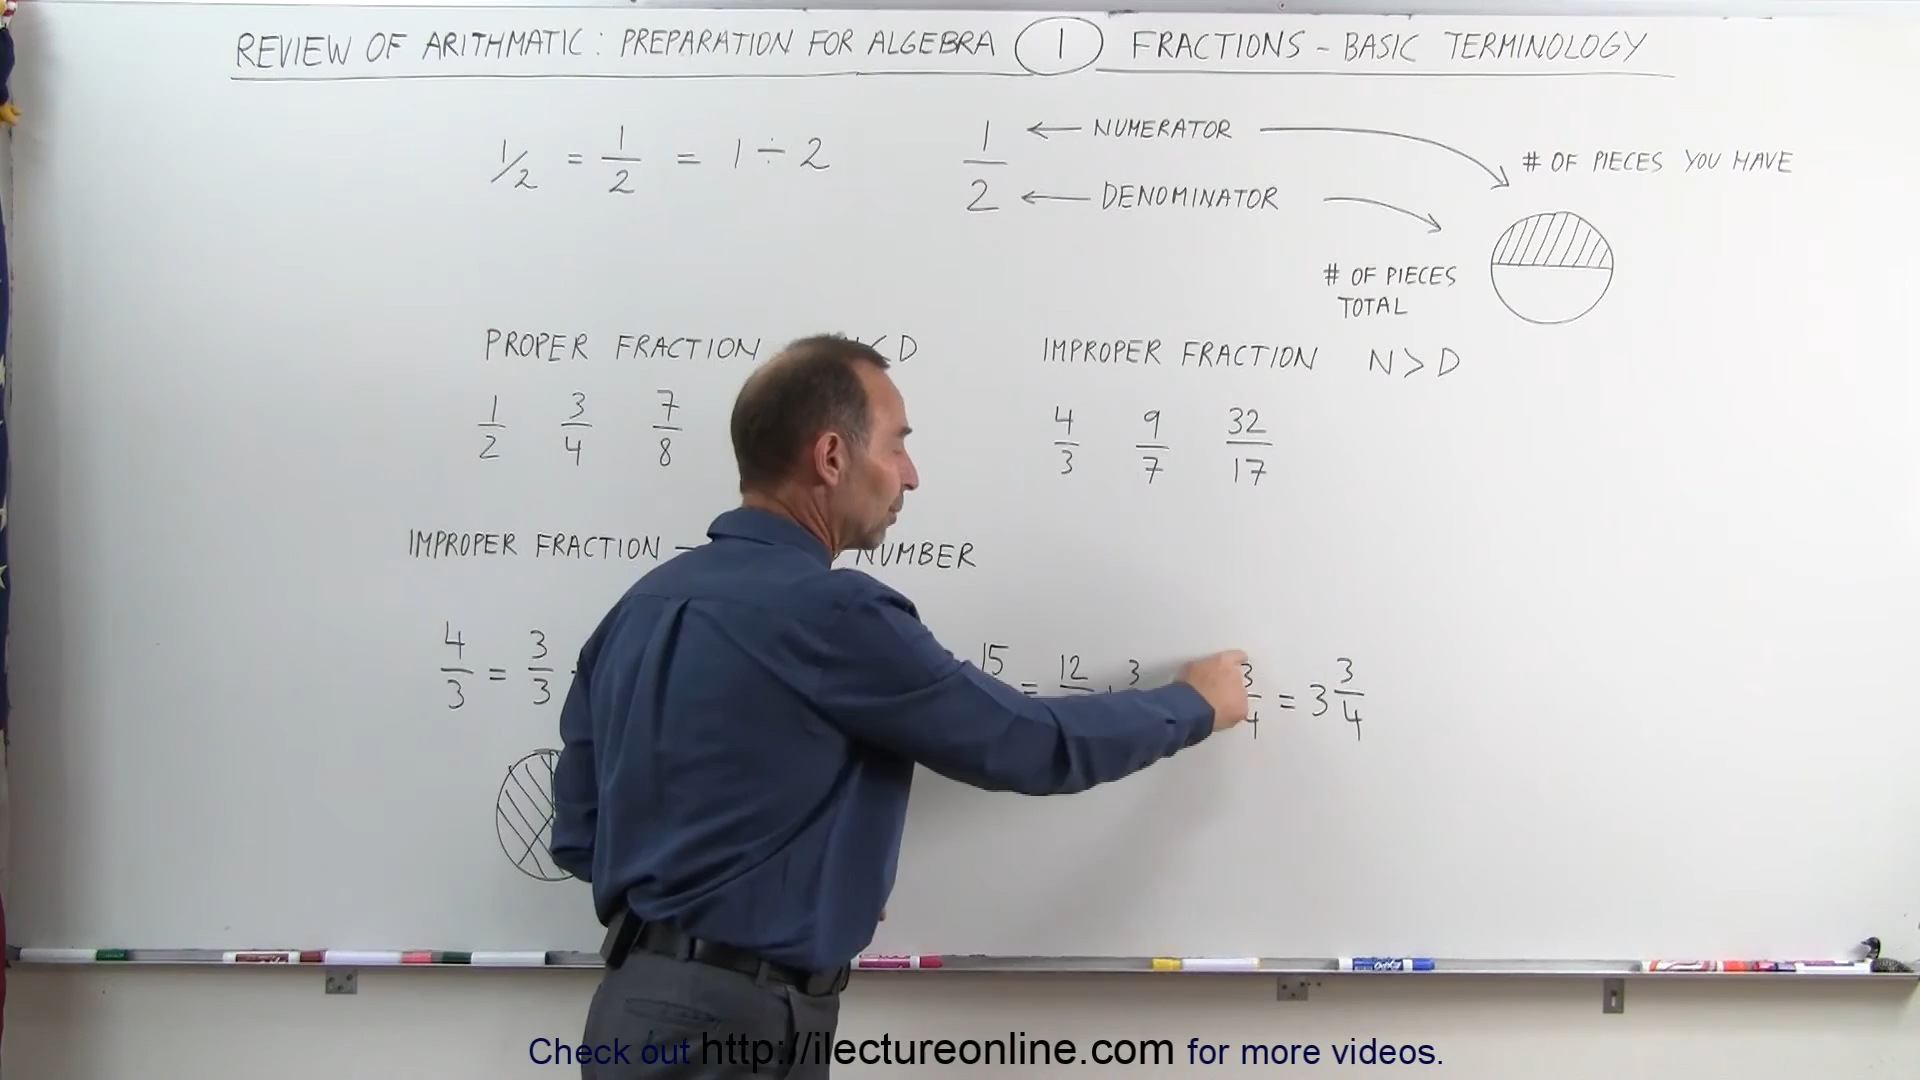 REVIEW OF ARITHMATIC: PREPARATION FOR ALGEBRA 1 FRACTIONS - BASIC TERMINOLOGY
1/2 = 1/2 = 1 ÷ 2
1/2 ← NUMERATOR
# OF PIECES YOU HAVE
← DENOMINATOR
# OF PIECES
TOTAL
PROPER FRACTION < D
1/2 3/4 7/8
IMPROPER FRACTION N > D
4/3 9/7 32/17
IMPROPER FRACTION NUMBER
4/3 = 3/3
15 = 12 3 3/4 = 3 3/4
Check out http://ilectureonline.com for more videos.